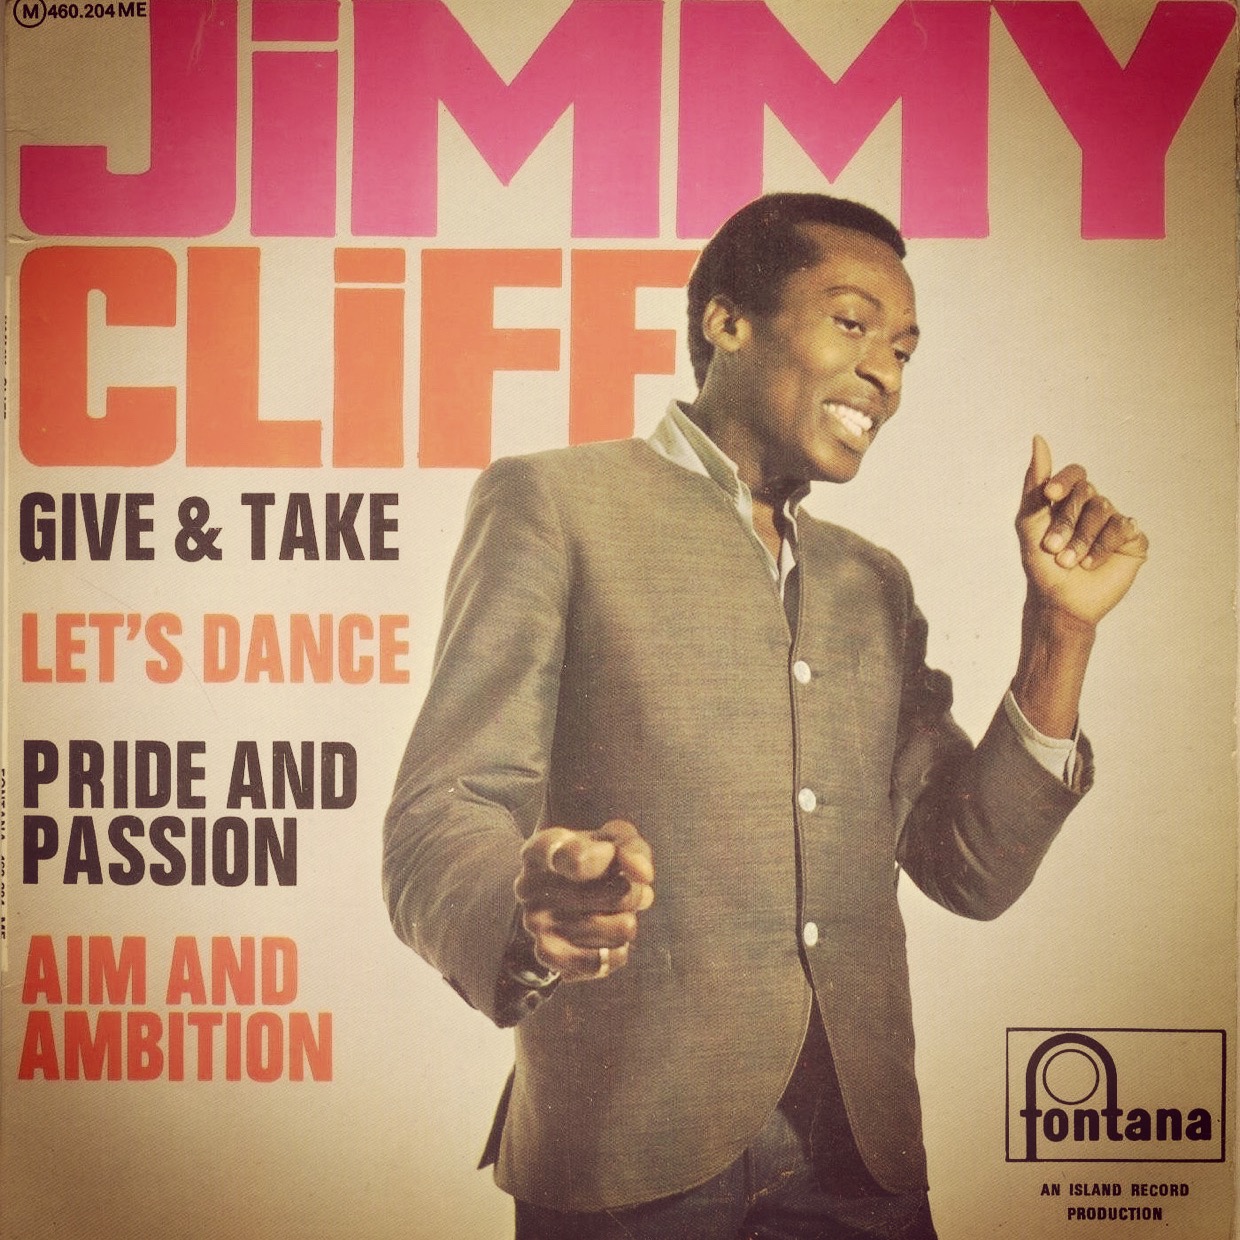 M 460.204 ME
JiMMY
CLiFF
GIVE & TAKE
LET'S DANCE
PRIDE AND
PASSION
AIM AND
AMBITION
fontana
AN ISLAND RECORD
PRODUCTION